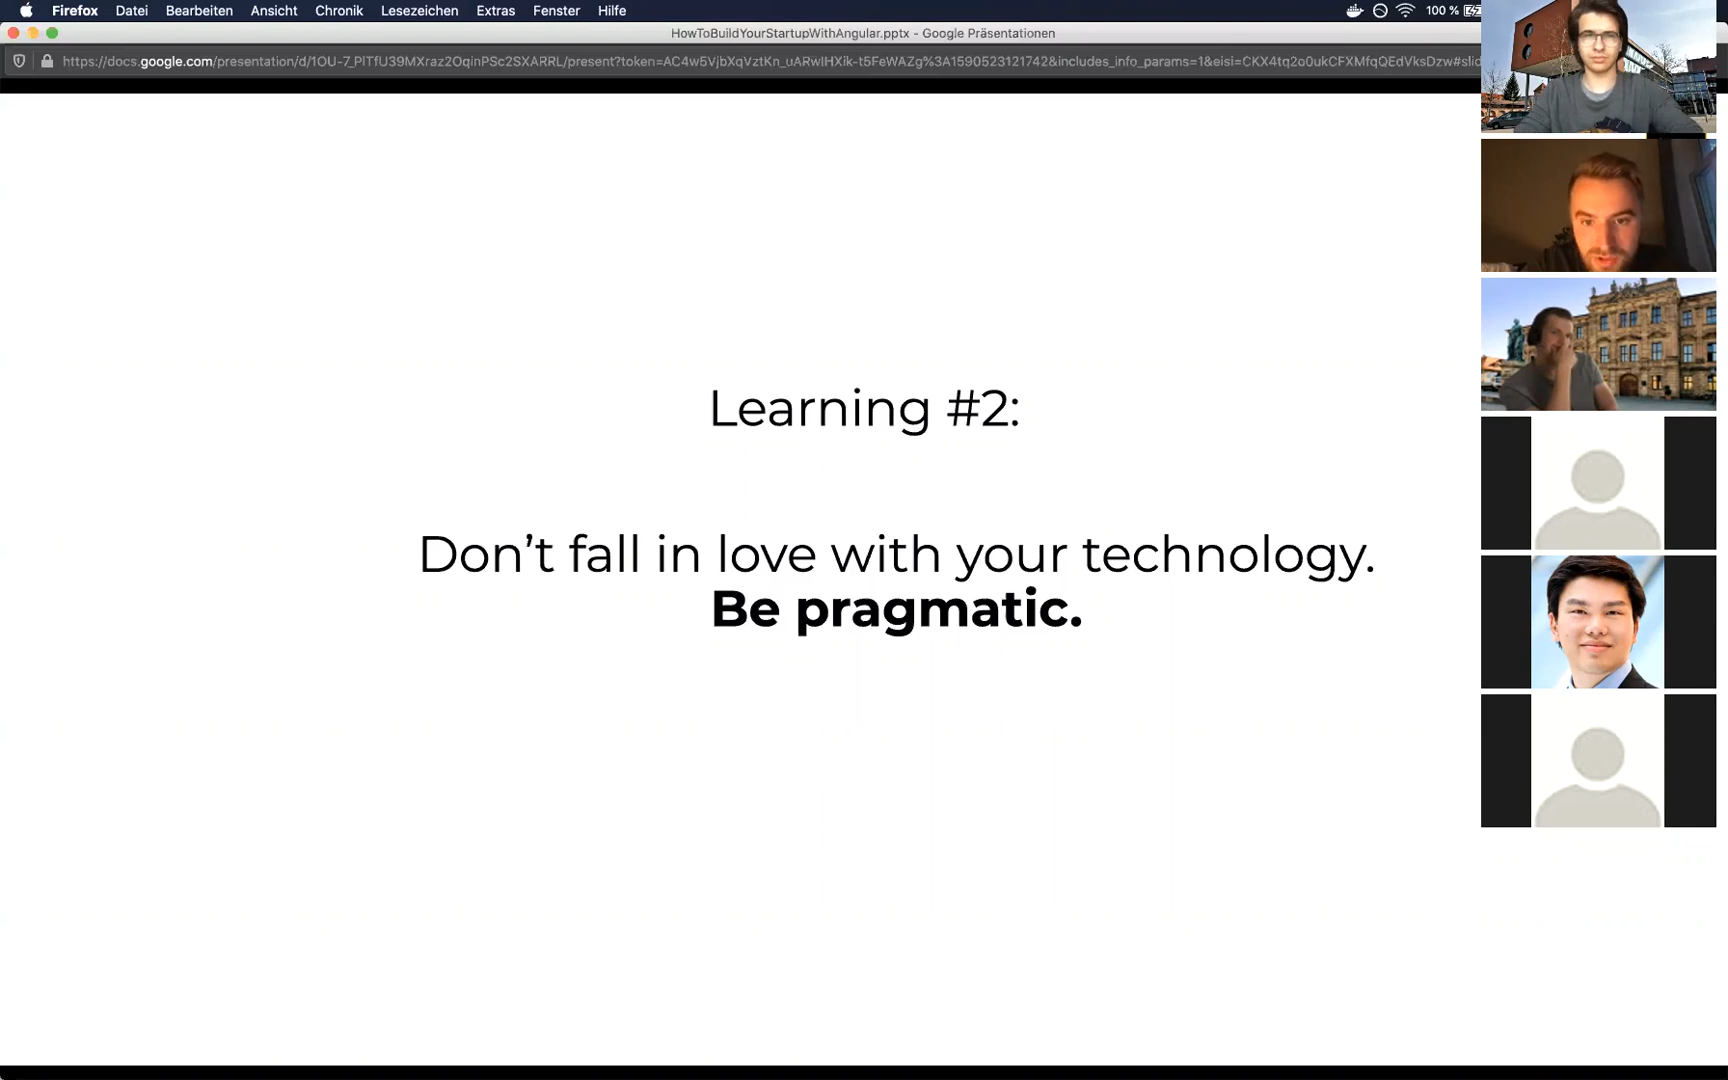 Firefox Datei Bearbeiten Ansicht Chronik Lesezeichen Extras Fenster Hilfe 100 %
HowToBuildYourStartupWithAngular.pptx - Google Präsentationen
https://docs.google.com/presentation/d/1OU-7_PITfU39MXraz2OqinPSc2SXARRL/present?token=AC4w5VjbXqVztKn_uARwIHXik-t5FeWAZg%3A1590523121742&includes_info_params=1&eisi=CKX4tq2o0ukCFXMfqQEdVksDzw#slid
Learning #2:
Don’t fall in love with your technology.
Be pragmatic.